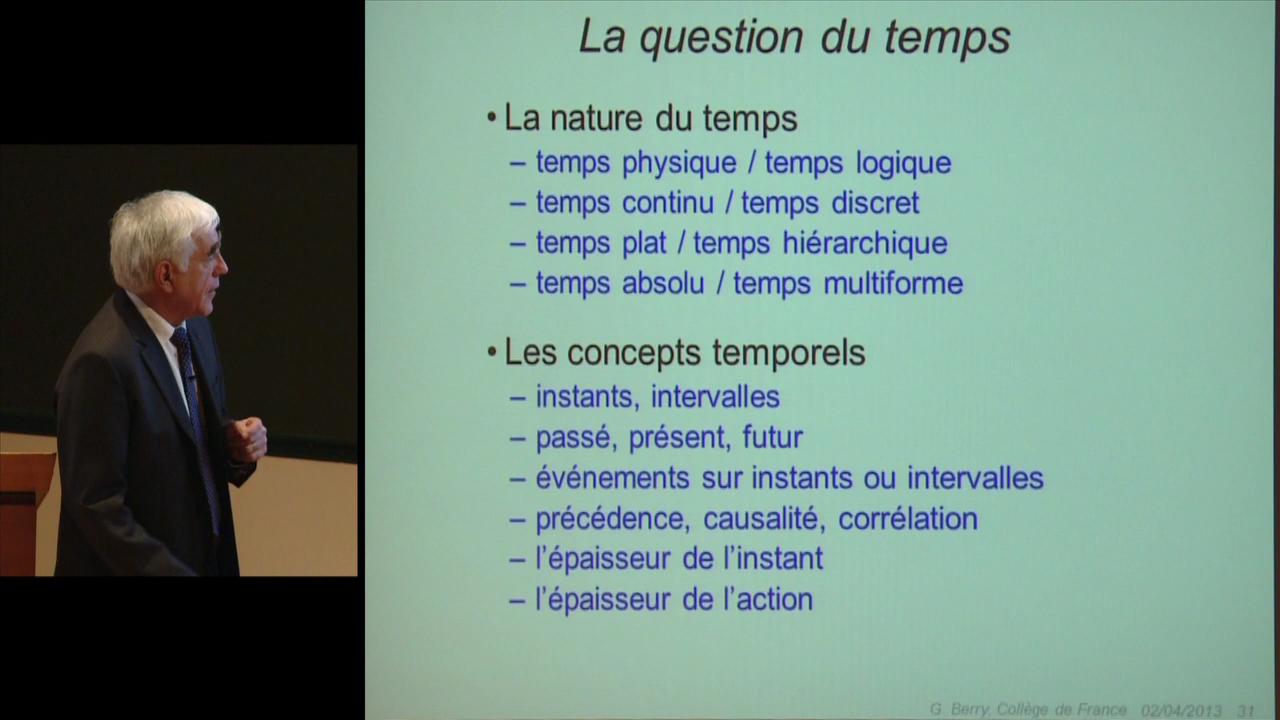 La question du temps
• La nature du temps
– temps physique / temps logique
– temps continu / temps discret
– temps plat / temps hiérarchique
– temps absolu / temps multiforme
• Les concepts temporels
– instants, intervalles
– passé, présent, futur
– événements sur instants ou intervalles
– précédence, causalité, corrélation
– l’épaisseur de l’instant
– l’épaisseur de l’action
G. Berry, Collège de France 02/04/2013 31